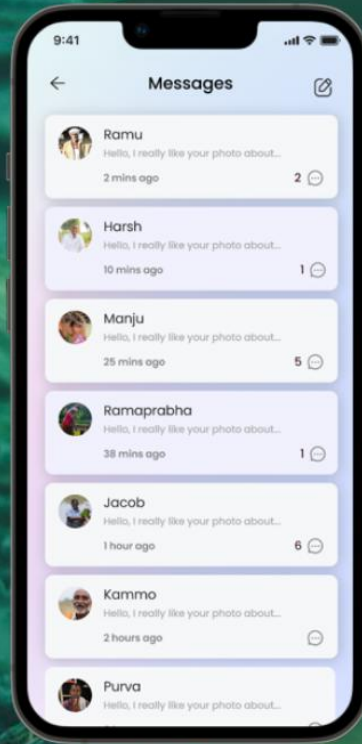 9:41
Messages
Ramu
Hello, I really like your photo about...
2 mins ago 2
Harsh
Hello, I really like your photo about...
10 mins ago 1
Manju
Hello, I really like your photo about...
25 mins ago 5
Ramaprabha
Hello, I really like your photo about...
38 mins ago 1
Jacob
Hello, I really like your photo about...
1 hour ago 6
Kammo
Hello, I really like your photo about...
2 hours ago
Purva
Hello, I really like your photo about...